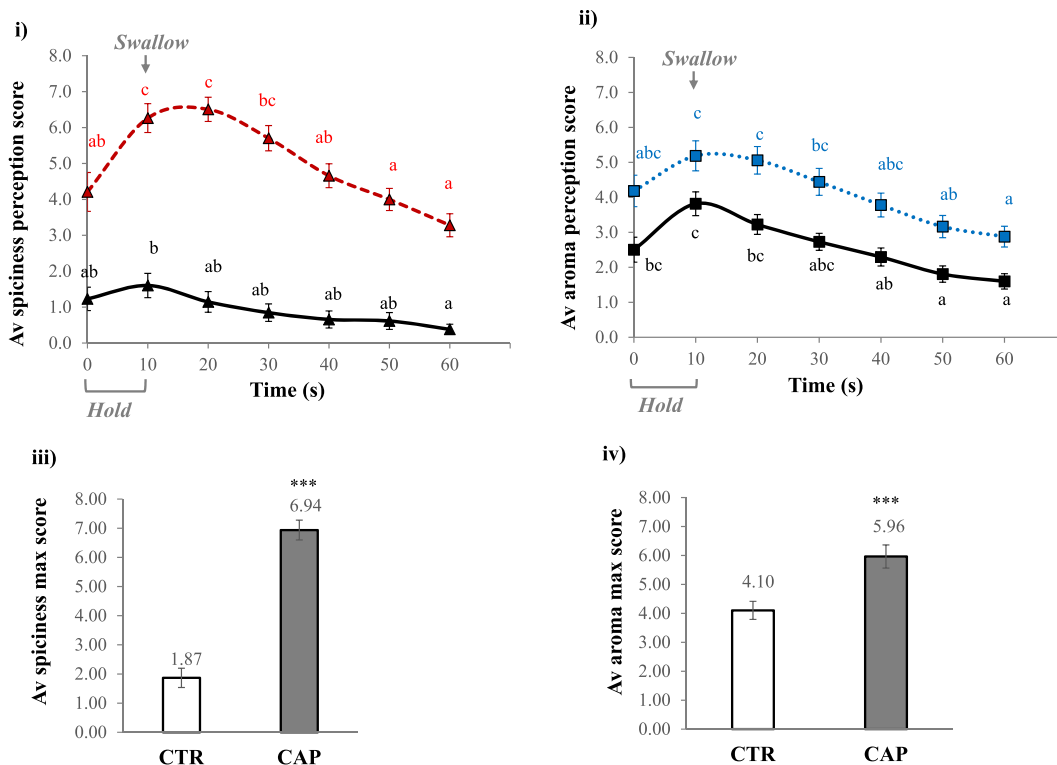 i)
Swallow
8.0
7.0
6.0
5.0
4.0
3.0
2.0
1.0
0.0
Av spiciness perception score
ab c c bc ab a a
ab b ab ab ab ab a
0 10 20 30 40 50 60
Time (s)
Hold
ii)
Swallow
8.0
7.0
6.0
5.0
4.0
3.0
2.0
1.0
0.0
Av aroma perception score
abc c c bc abc ab a
bc c bc abc ab a a
0 10 20 30 40 50 60
Time (s)
Hold
iii)
8.00
7.00
6.00
5.00
4.00
3.00
2.00
1.00
0.00
Av spiciness max score
1.87
***
6.94
CTR CAP
iv)
8.00
7.00
6.00
5.00
4.00
3.00
2.00
1.00
0.00
Av aroma max score
4.10
***
5.96
CTR CAP